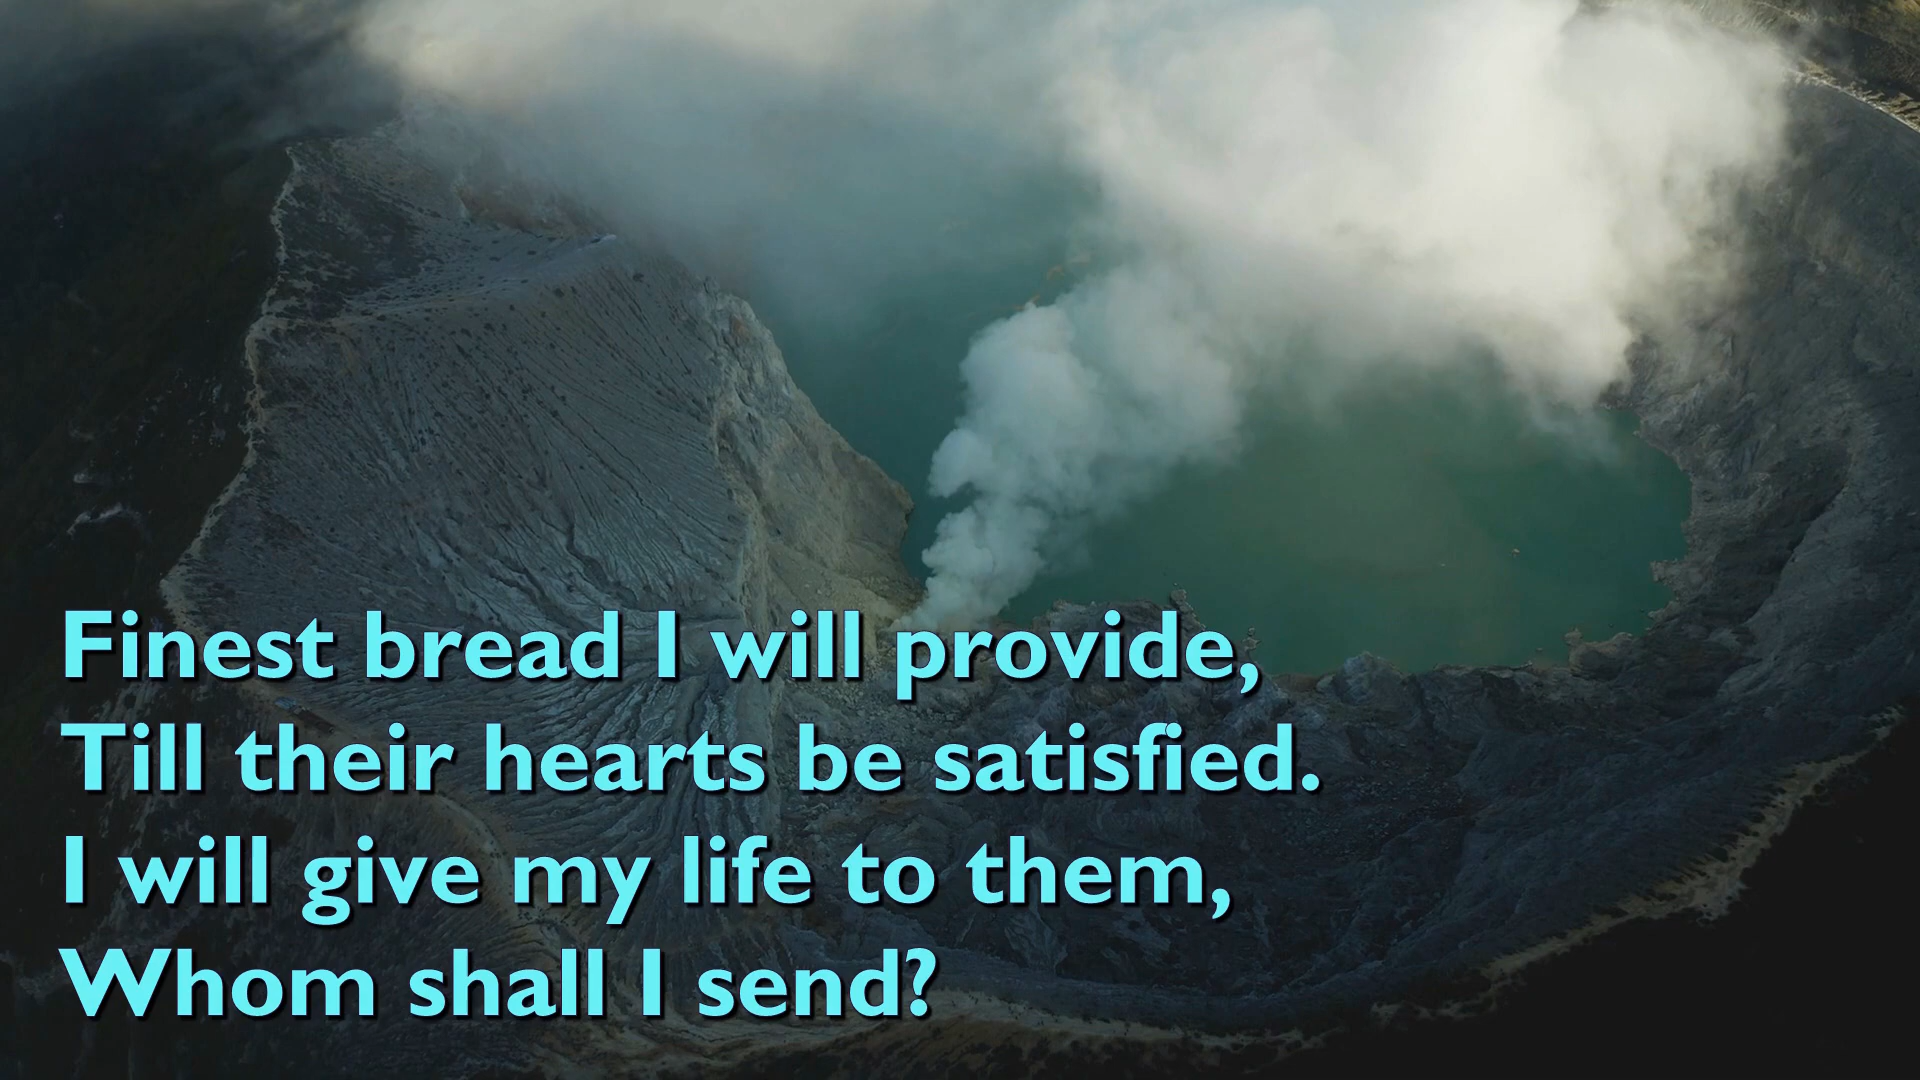 Finest bread I will provide,
Till their hearts be satisfied.
I will give my life to them,
Whom shall I send?